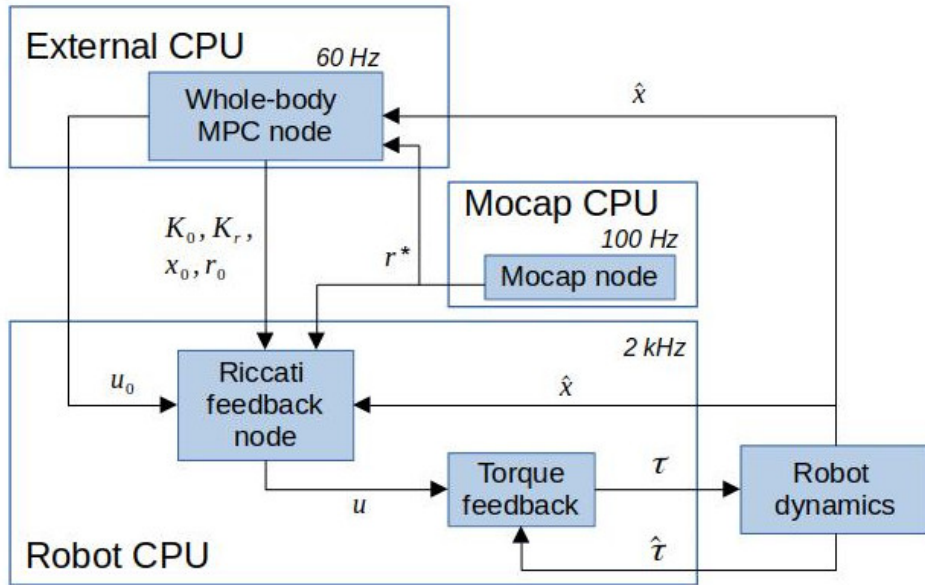 External CPU
60 Hz
Whole-body
MPC node
x̂
Mocap CPU
100 Hz
Mocap node
K₀, Kᵣ,
x₀, r₀
r*
2 kHz
Riccati
feedback
node
u₀
x̂
Torque
feedback
τ
Robot
dynamics
u
τ̂
Robot CPU